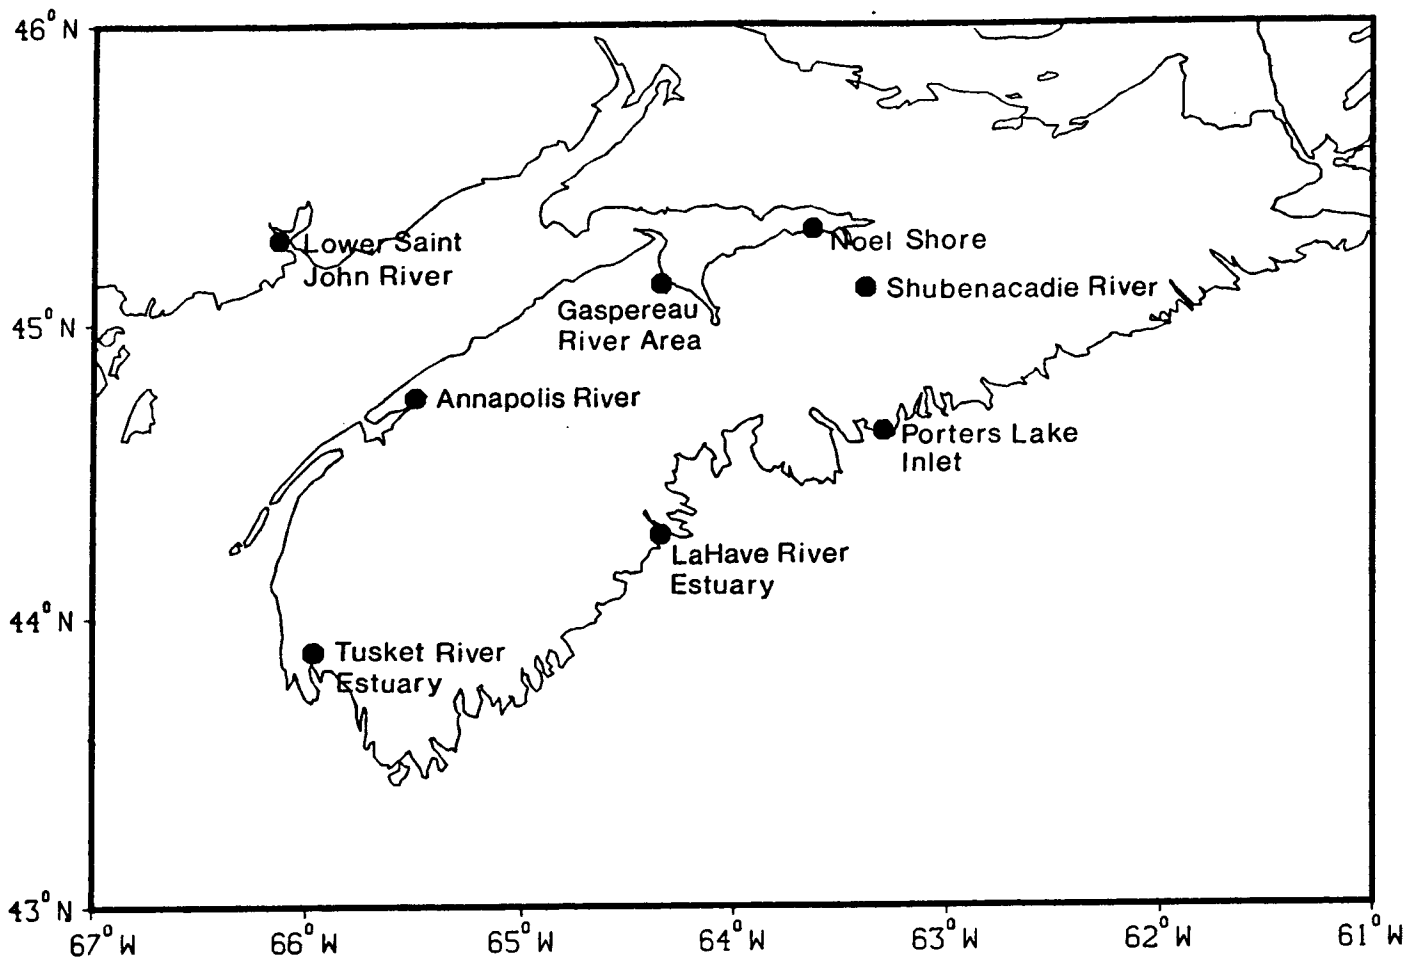 46°N
Lower Saint
John River
Noel Shore
Shubenacadie River
Gaspereau
River Area
45°N
Annapolis River
Porters Lake
Inlet
LaHave River
Estuary
44°N
Tusket River
Estuary
43°N
67°W 66°W 65°W 64°W 63°W 62°W 61°W